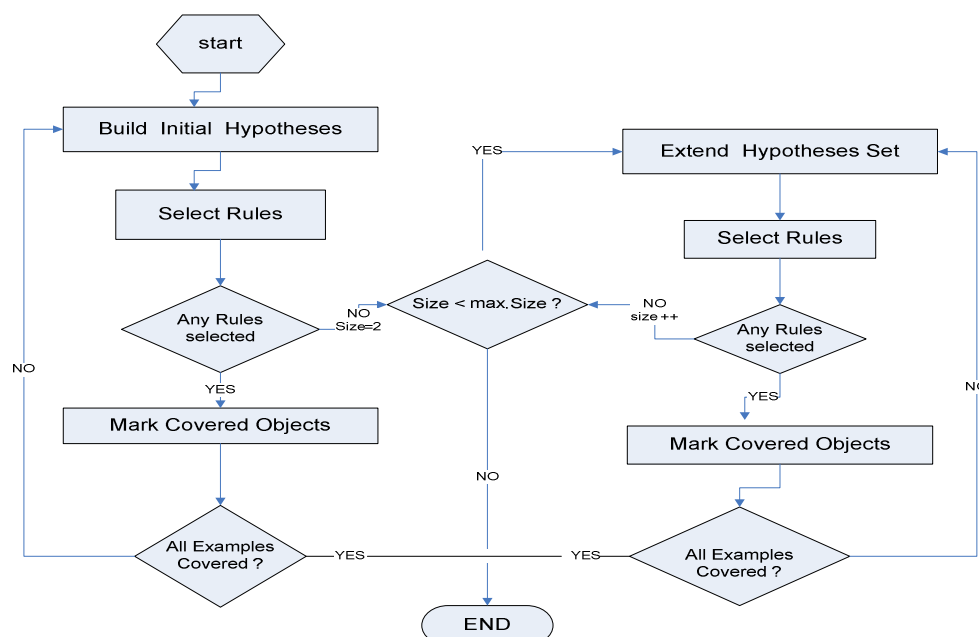 start
Build Initial Hypotheses
Select Rules
Any Rules
selected
NO
Size=2
YES
Mark Covered Objects
All Examples
Covered ?
NO
YES
Size < max.Size ?
YES
NO
END
Extend Hypotheses Set
Select Rules
Any Rules
selected
NO
size ++
YES
Mark Covered Objects
All Examples
Covered ?
YES
NO